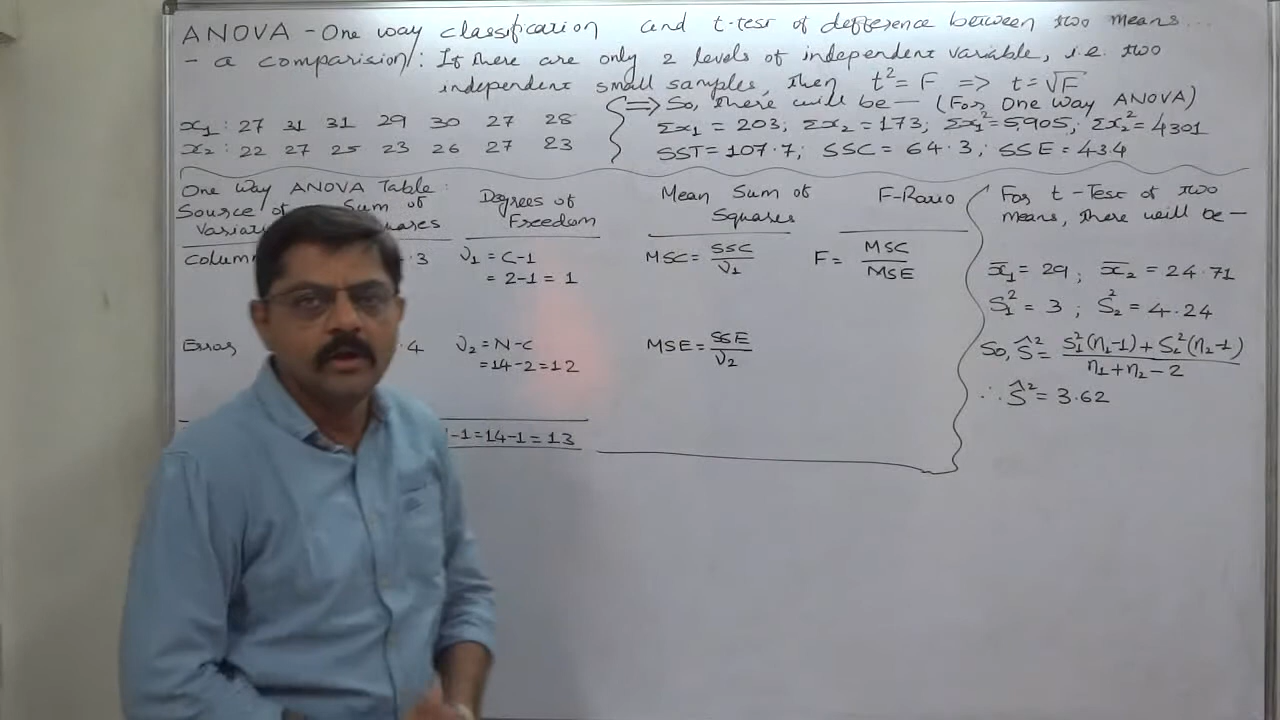 ANOVA - One way classification and t-test of difference between two means...
- a comparision: If there are only 2 levels of independent variable, i.e. two
independent small samples, then t² = F => t = √F
=> So, there will be — (For One Way ANOVA)
x₁ : 27 31 31 29 30 27 28
x₂ : 22 27 25 23 26 27 23
Σx₁ = 203; Σx₂ = 173; Σx₁² = 5905; Σx₂² = 4301
SST = 107.7; SSC = 64.3; SSE = 43.4
One Way ANOVA Table:
Source of Sum of
Degrees of
Freedom
Mean Sum of
Squares
F-Ratio
ν₁ = C-1
= 2-1 = 1
MSC = SSC/ν₁
F = MSC/MSE
.3
Error
.4
ν₂ = N-C
= 14-2 = 12
MSE = SSE/ν₂
-1 = 14-1 = 13
For t-Test of two
means, there will be —
x̄₁ = 29; x̄₂ = 24.71
S₁² = 3; S₂² = 4.24
So, Ŝ² = S₁²(n₁-1) + S₂²(n₂-1) / n₁+n₂-2
∴ Ŝ² = 3.62